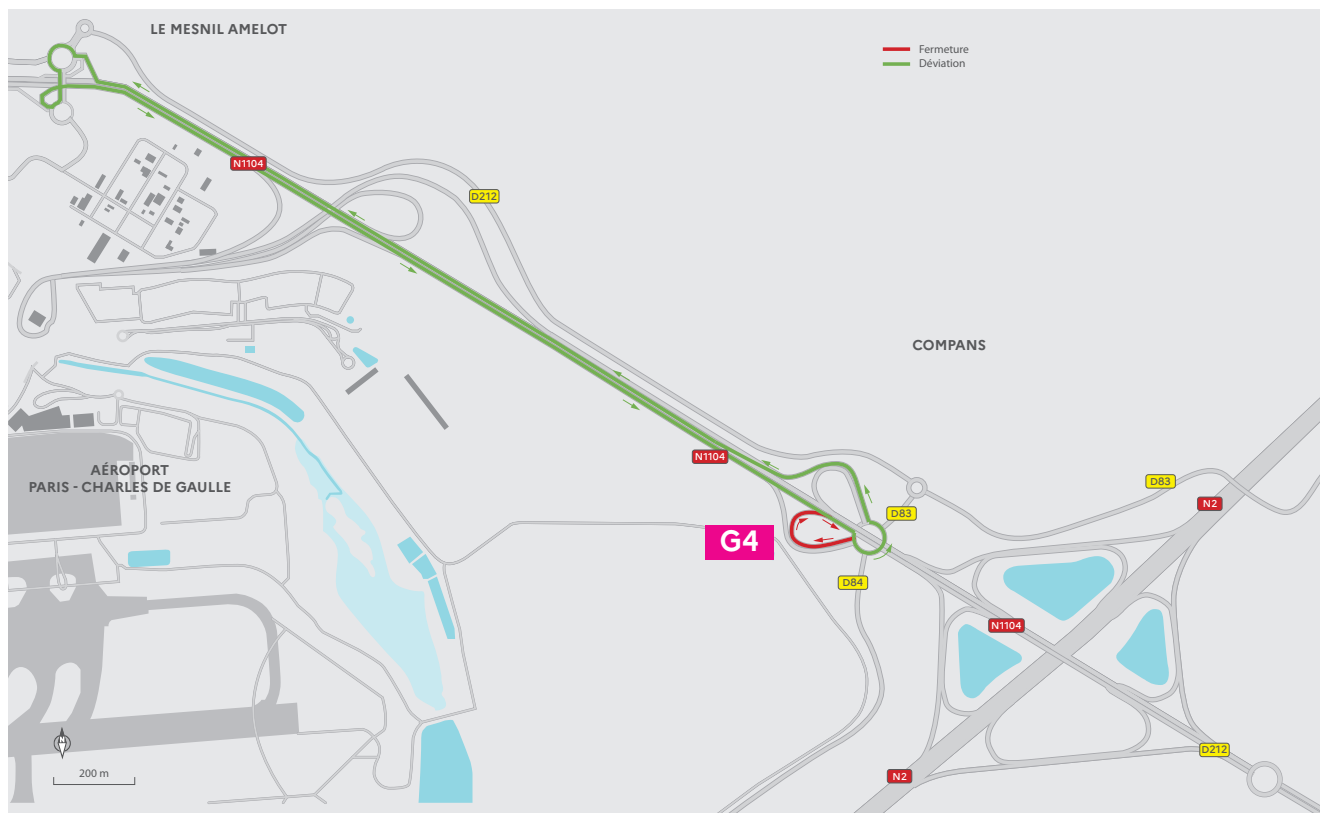 LE MESNIL AMELOT
Fermeture
Déviation
N1104
D212
COMPANS
N1104
AÉROPORT
PARIS - CHARLES DE GAULLE
D83
N2
D83
G4
D84
N1104
D212
200 m
N2